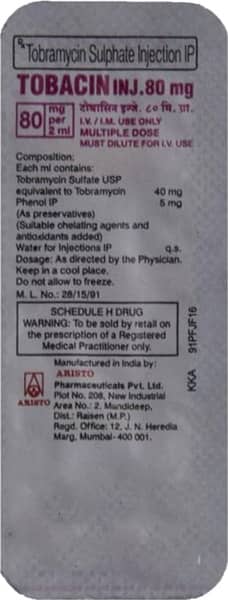 Rx Tobramycin Sulphate Injection IP
TOBACIN INJ. 80 mg
80 mg per 2 ml
टोबासिन इन्जे. ८० मि. ग्रा.
I.V. / I.M. USE ONLY
MULTIPLE DOSE
MUST DILUTE FOR I.V. USE
Composition:
Each ml contains:
Tobramycin Sulfate USP
equivalent to Tobramycin 40 mg
Phenol IP 5 mg
(As preservatives)
(Suitable chelating agents and
antioxidants added)
Water for Injections IP q.s.
Dosage: As directed by the Physician.
Keep in a cool place.
Do not allow to freeze.
M. L. No.: 28/15/91
SCHEDULE H DRUG
WARNING: To be sold by retail on
the prescription of a Registered
Medical Practitioner only.
Manufactured in India by:
ARISTO
Pharmaceuticals Pvt. Ltd.
Plot No. 208, New Industrial
Area No.: 2, Mandideep,
Dist.: Raisen (M.P.)
Regd. Office: 12, J. N. Heredia
Marg, Mumbai- 400 001.
ARISTO
KKA 91PFJF16